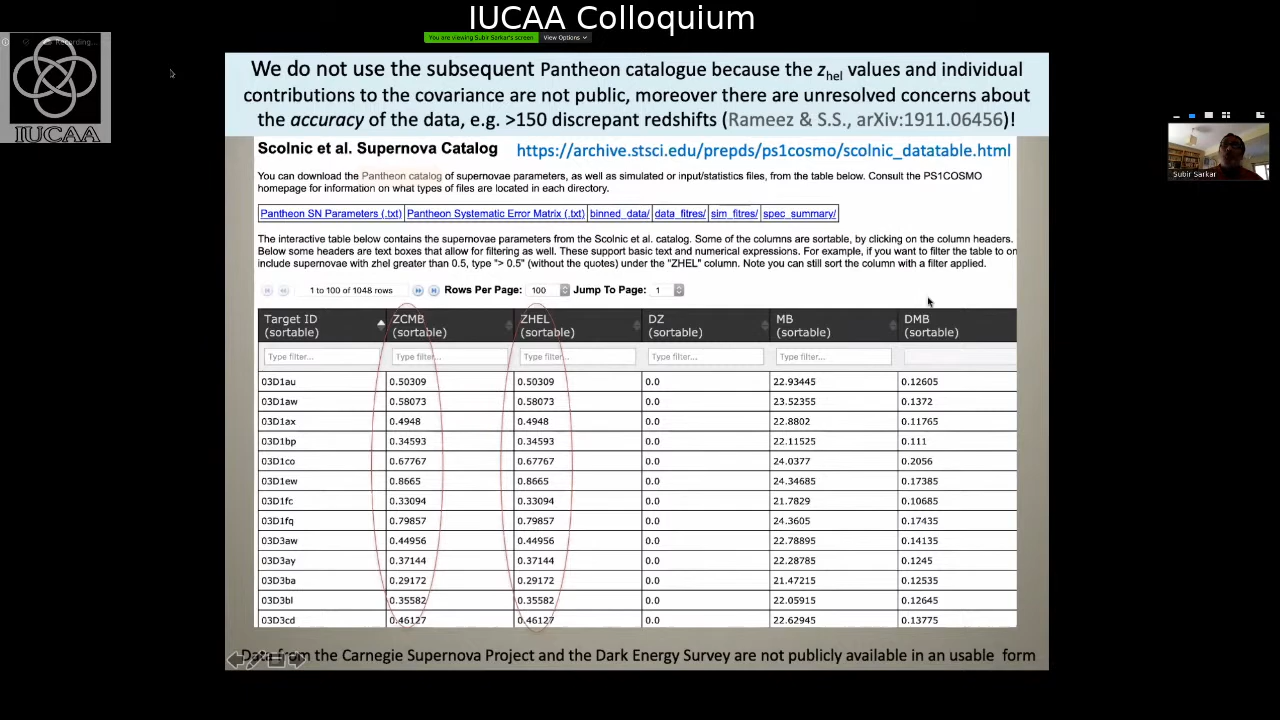 IUCAA Colloquium
You are viewing Subir Sarkar's screen View Options
Recording...
IUCAA
We do not use the subsequent Pantheon catalogue because the zhel values and individual
contributions to the covariance are not public, moreover there are unresolved concerns about
the accuracy of the data, e.g. >150 discrepant redshifts (Rameez & S.S., arXiv:1911.06456)!
Scolnic et al. Supernova Catalog https://archive.stsci.edu/prepds/ps1cosmo/scolnic_datatable.html
Subir Sarkar
You can download the Pantheon catalog of supernovae parameters, as well as simulated or input/statistics files, from the table below. Consult the PS1COSMO
homepage for information on what types of files are located in each directory.
Pantheon SN Parameters (.txt) Pantheon Systematic Error Matrix (.txt) binned_data/ data_fitres/ sim_fitres/ spec_summary/
The interactive table below contains the supernovae parameters from the Scolnic et al. catalog. Some of the columns are sortable, by clicking on the column headers.
Below some headers are text boxes that allow for filtering as well. These support basic text and numerical expressions. For example, if you want to filter the table to on
include supernovae with zhel greater than 0.5, type "> 0.5" (without the quotes) under the "ZHEL" column. Note you can still sort the column with a filter applied.
1 to 100 of 1048 rows Rows Per Page: 100 Jump To Page: 1
Target ID ZCMB ZHEL DZ MB DMB
(sortable) (sortable) (sortable) (sortable) (sortable) (sortable)
Type filter... Type filter... Type filter... Type filter... Type filter...
03D1au 0.50309 0.50309 0.0 22.93445 0.12605
03D1aw 0.58073 0.58073 0.0 23.52355 0.1372
03D1ax 0.4948 0.4948 0.0 22.8802 0.11765
03D1bp 0.34593 0.34593 0.0 22.11525 0.111
03D1co 0.67767 0.67767 0.0 24.0377 0.2056
03D1ew 0.8665 0.8665 0.0 24.34685 0.17385
03D1fc 0.33094 0.33094 0.0 21.7829 0.10685
03D1fq 0.79857 0.79857 0.0 24.3605 0.17435
03D3aw 0.44956 0.44956 0.0 22.78895 0.14135
03D3ay 0.37144 0.37144 0.0 22.28785 0.1245
03D3ba 0.29172 0.29172 0.0 21.47215 0.12535
03D3bl 0.35582 0.35582 0.0 22.05915 0.12645
03D3cd 0.46127 0.46127 0.0 22.62945 0.13775
Data from the Carnegie Supernova Project and the Dark Energy Survey are not publicly available in an usable form